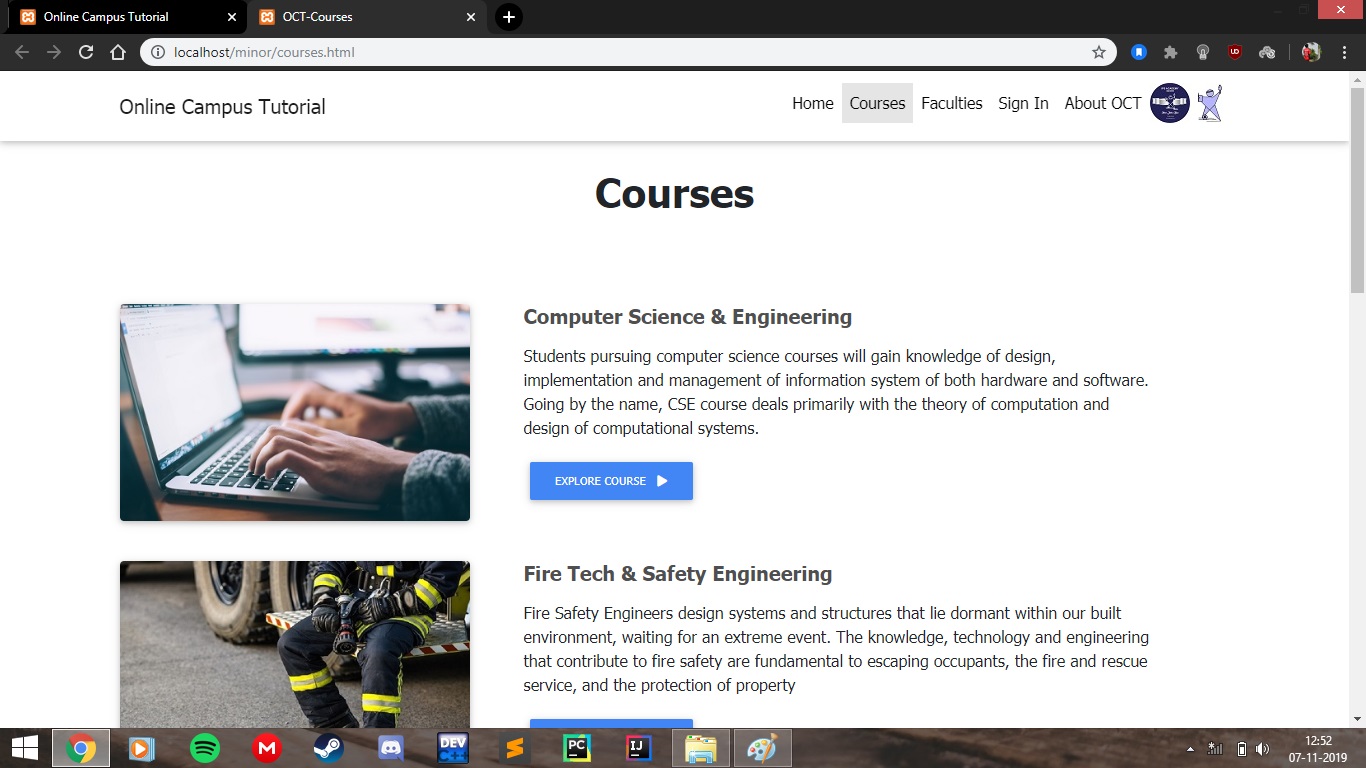 Online Campus Tutorial
OCT-Courses
localhost/minor/courses.html
Online Campus Tutorial
Home
Courses
Faculties
Sign In
About OCT
Courses
Computer Science & Engineering
Students pursuing computer science courses will gain knowledge of design,
implementation and management of information system of both hardware and software.
Going by the name, CSE course deals primarily with the theory of computation and
design of computational systems.
EXPLORE COURSE
Fire Tech & Safety Engineering
Fire Safety Engineers design systems and structures that lie dormant within our built
environment, waiting for an extreme event. The knowledge, technology and engineering
that contribute to fire safety are fundamental to escaping occupants, the fire and rescue
service, and the protection of property
DEV
PC
IJ
12:52
07-11-2019